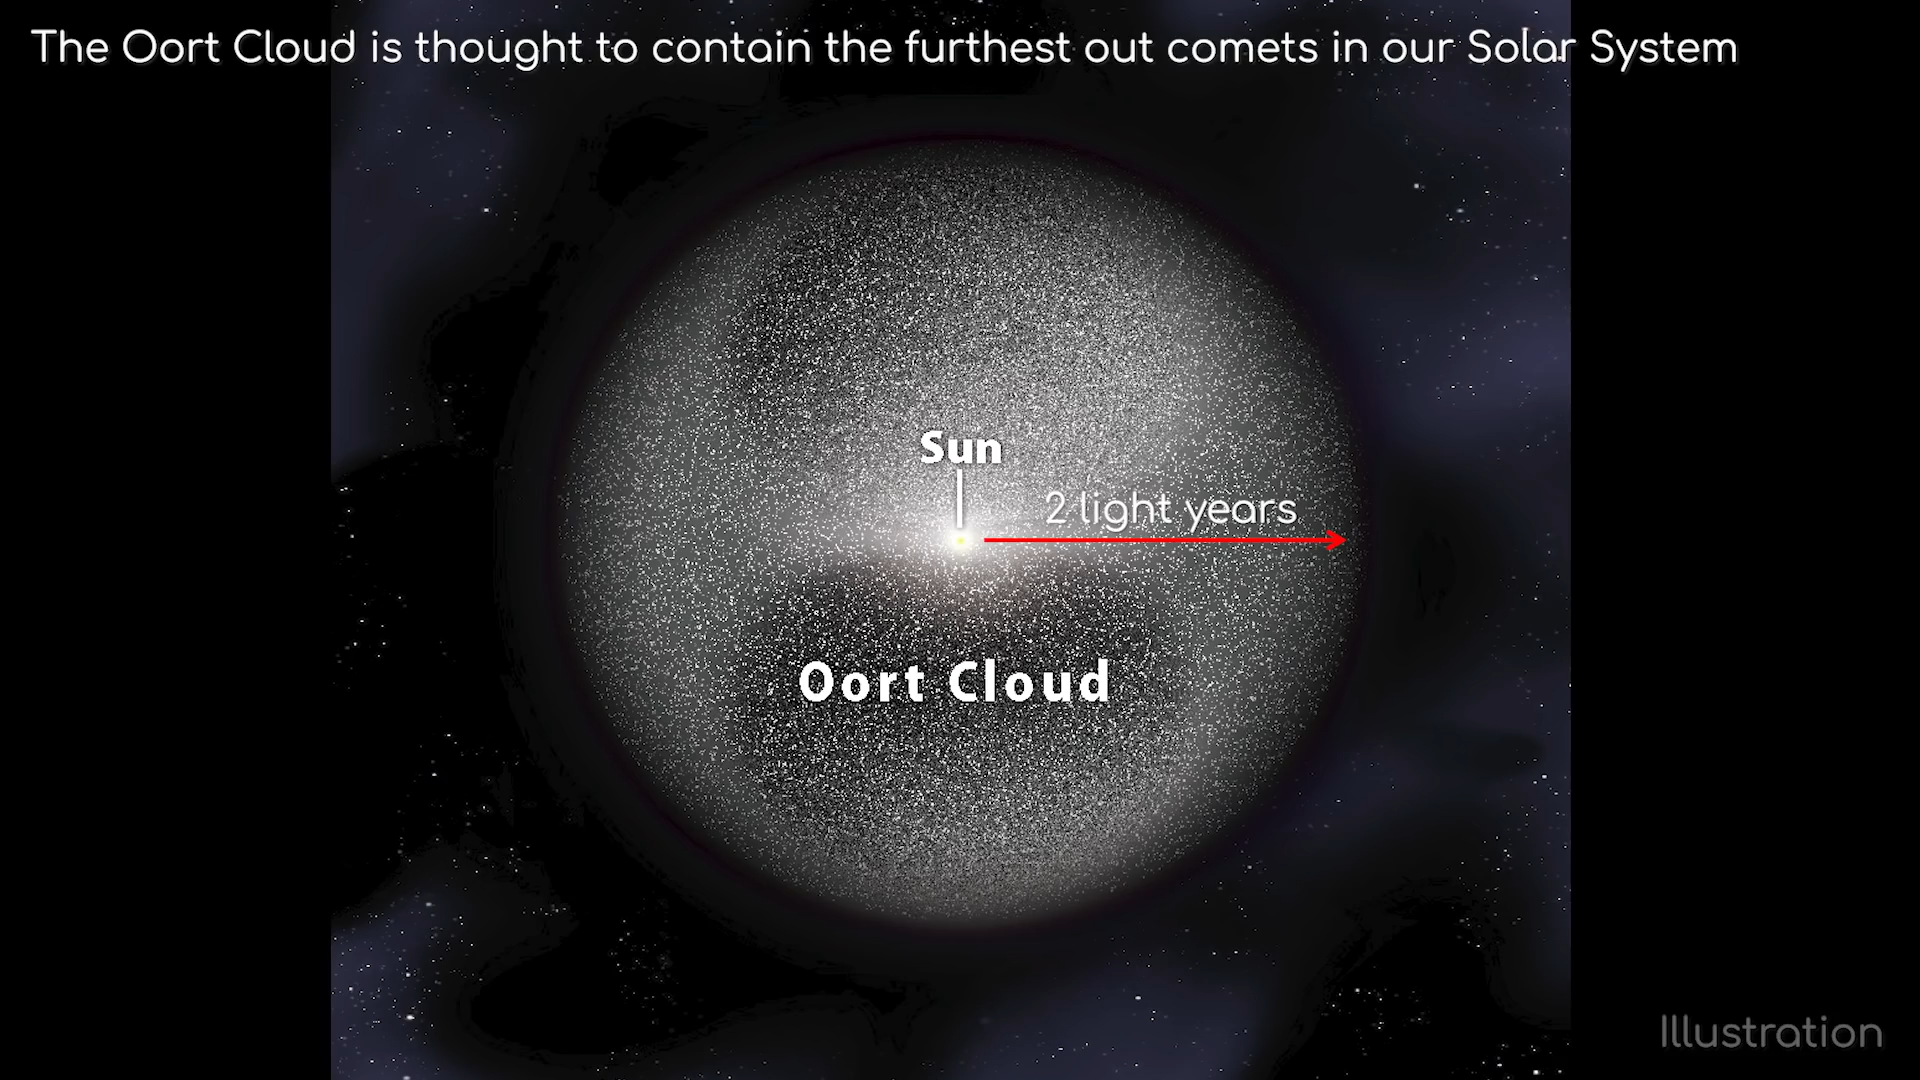 The Oort Cloud is thought to contain the furthest out comets in our Solar System
Sun
2 light years
Oort Cloud
Illustration